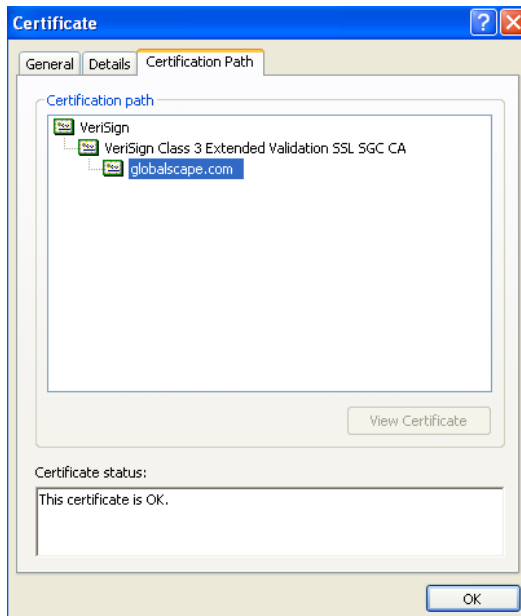 Certificate
General Details Certification Path
Certification path
VeriSign
VeriSign Class 3 Extended Validation SSL SGC CA
globalscape.com
View Certificate
Certificate status:
This certificate is OK.
OK